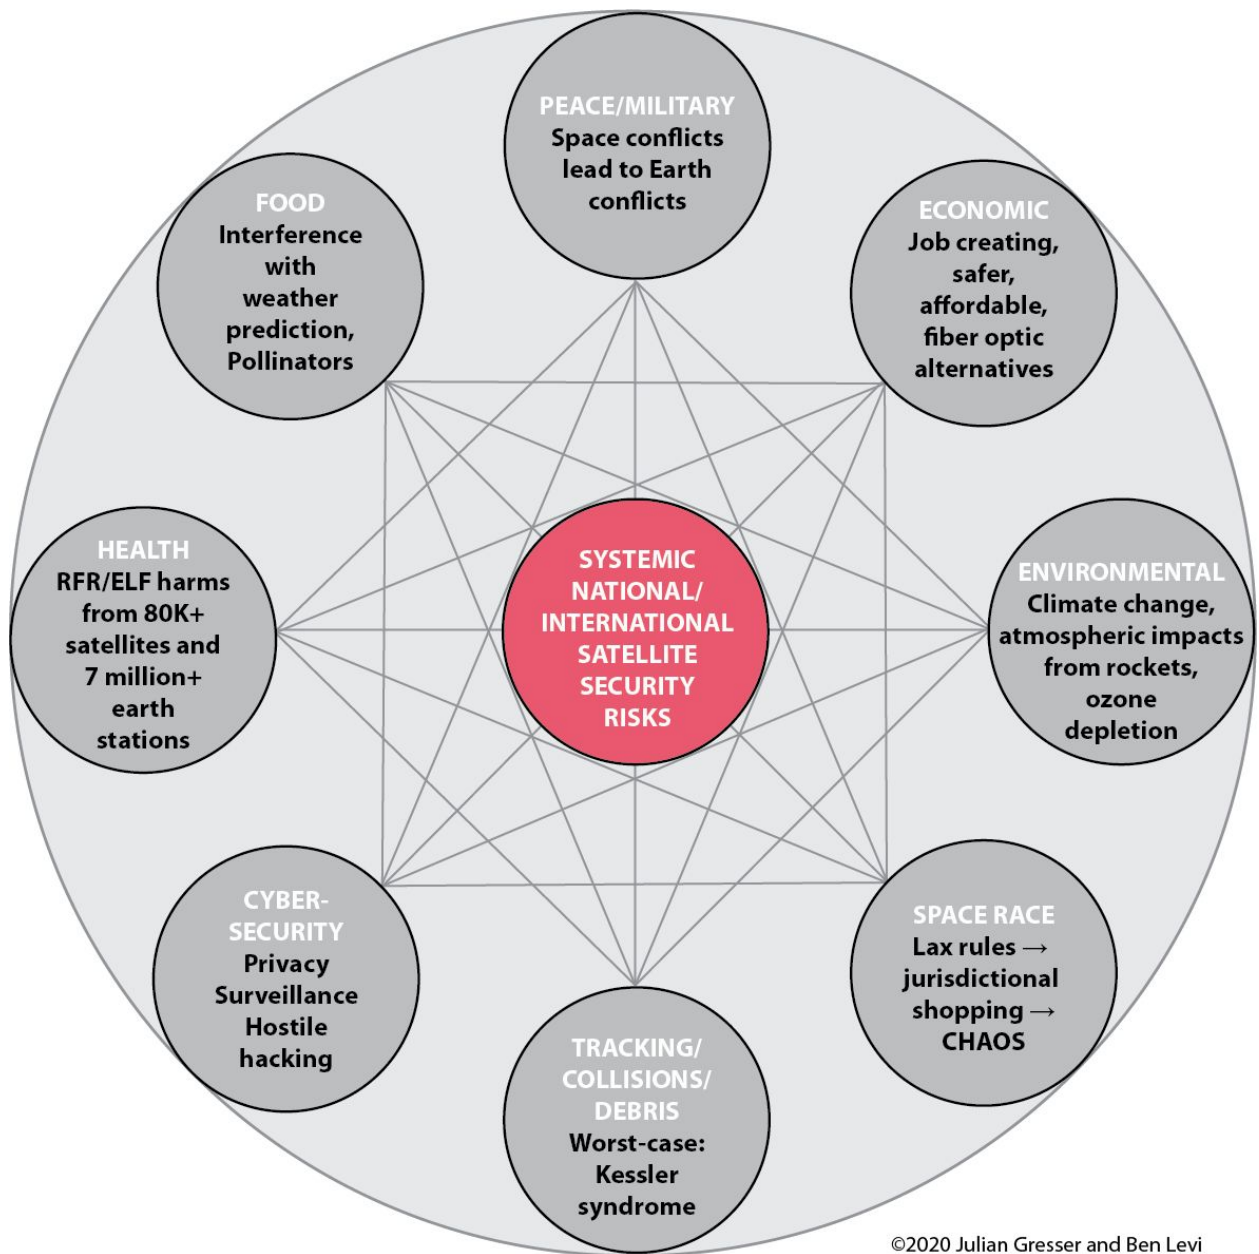 PEACE/MILITARY
Space conflicts
lead to Earth
conflicts
ECONOMIC
Job creating,
safer,
affordable,
fiber optic
alternatives
ENVIRONMENTAL
Climate change,
atmospheric impacts
from rockets,
ozone
depletion
SPACE RACE
Lax rules →
jurisdictional
shopping →
CHAOS
TRACKING/
COLLISIONS/
DEBRIS
Worst-case:
Kessler
syndrome
CYBER-
SECURITY
Privacy
Surveillance
Hostile
hacking
HEALTH
RFR/ELF harms
from 80K+
satellites and
7 million+
earth
stations
FOOD
Interference
with
weather
prediction,
Pollinators
SYSTEMIC
NATIONAL/
INTERNATIONAL
SATELLITE
SECURITY
RISKS
©2020 Julian Gresser and Ben Levi